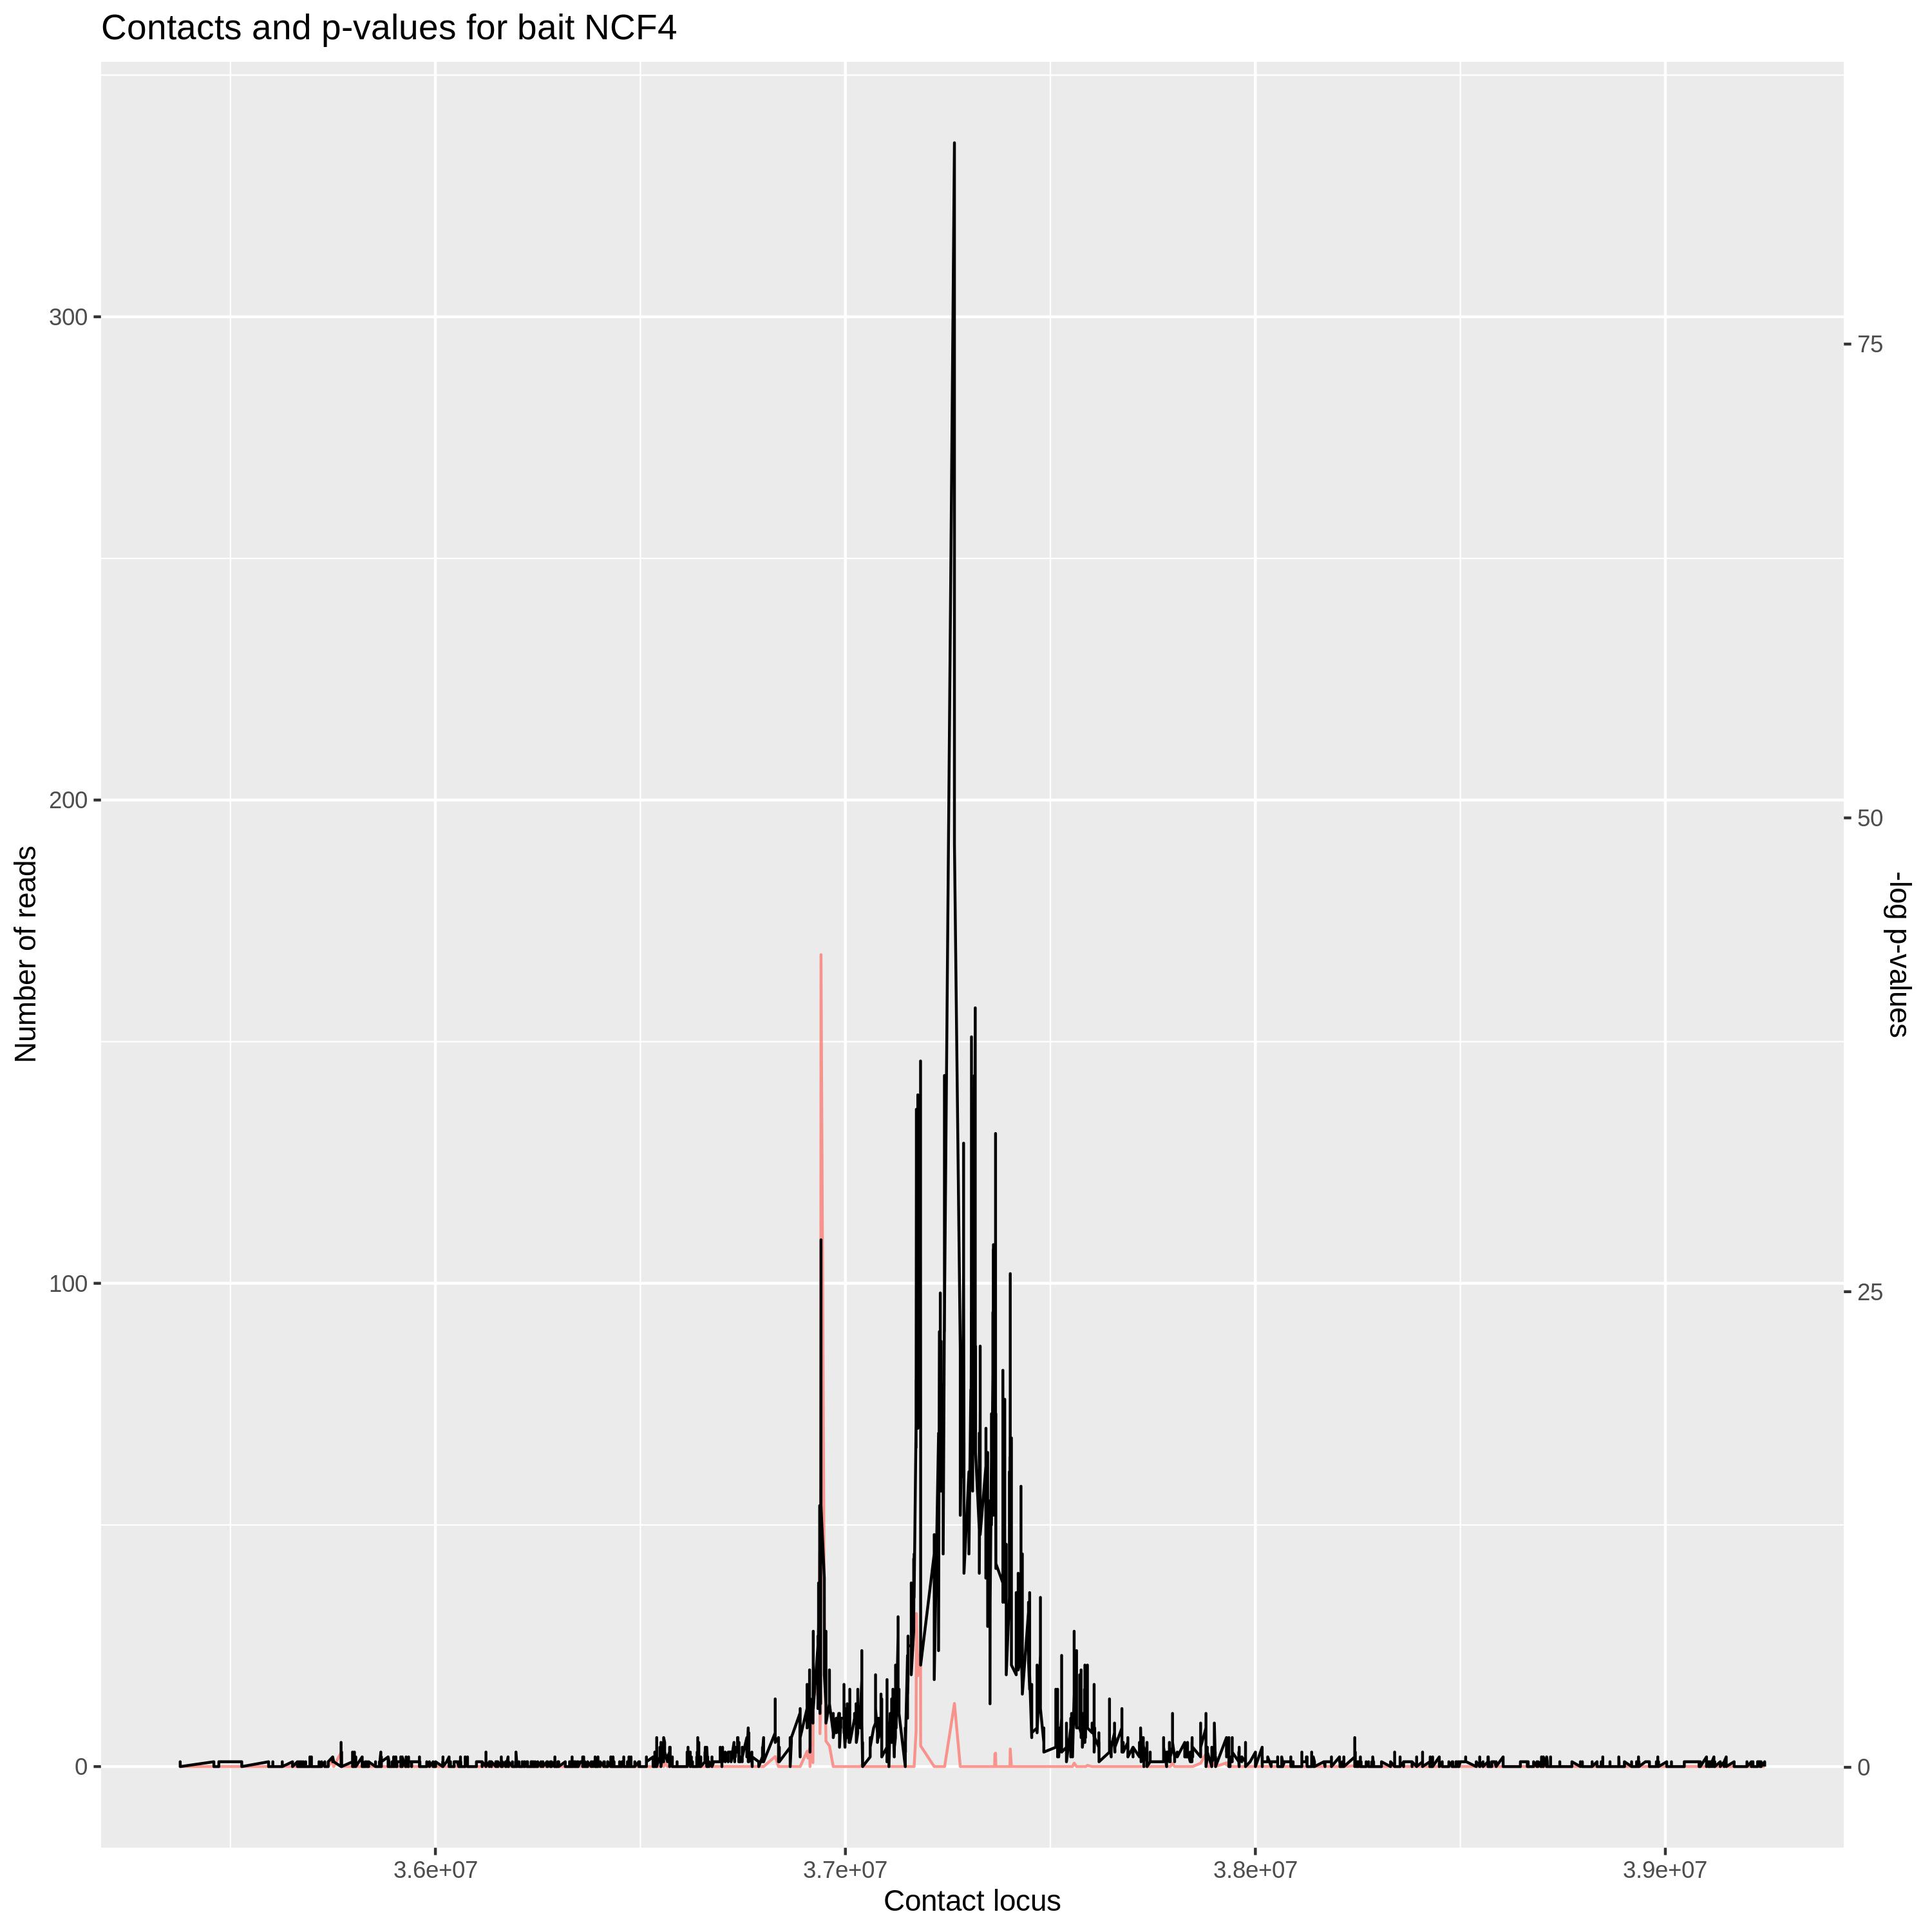 Contacts and p-values for bait NCF4
Number of reads
300
200
100
0
75
50
25
0
-log p-values
3.6e+07
3.7e+07
3.8e+07
3.9e+07
Contact locus